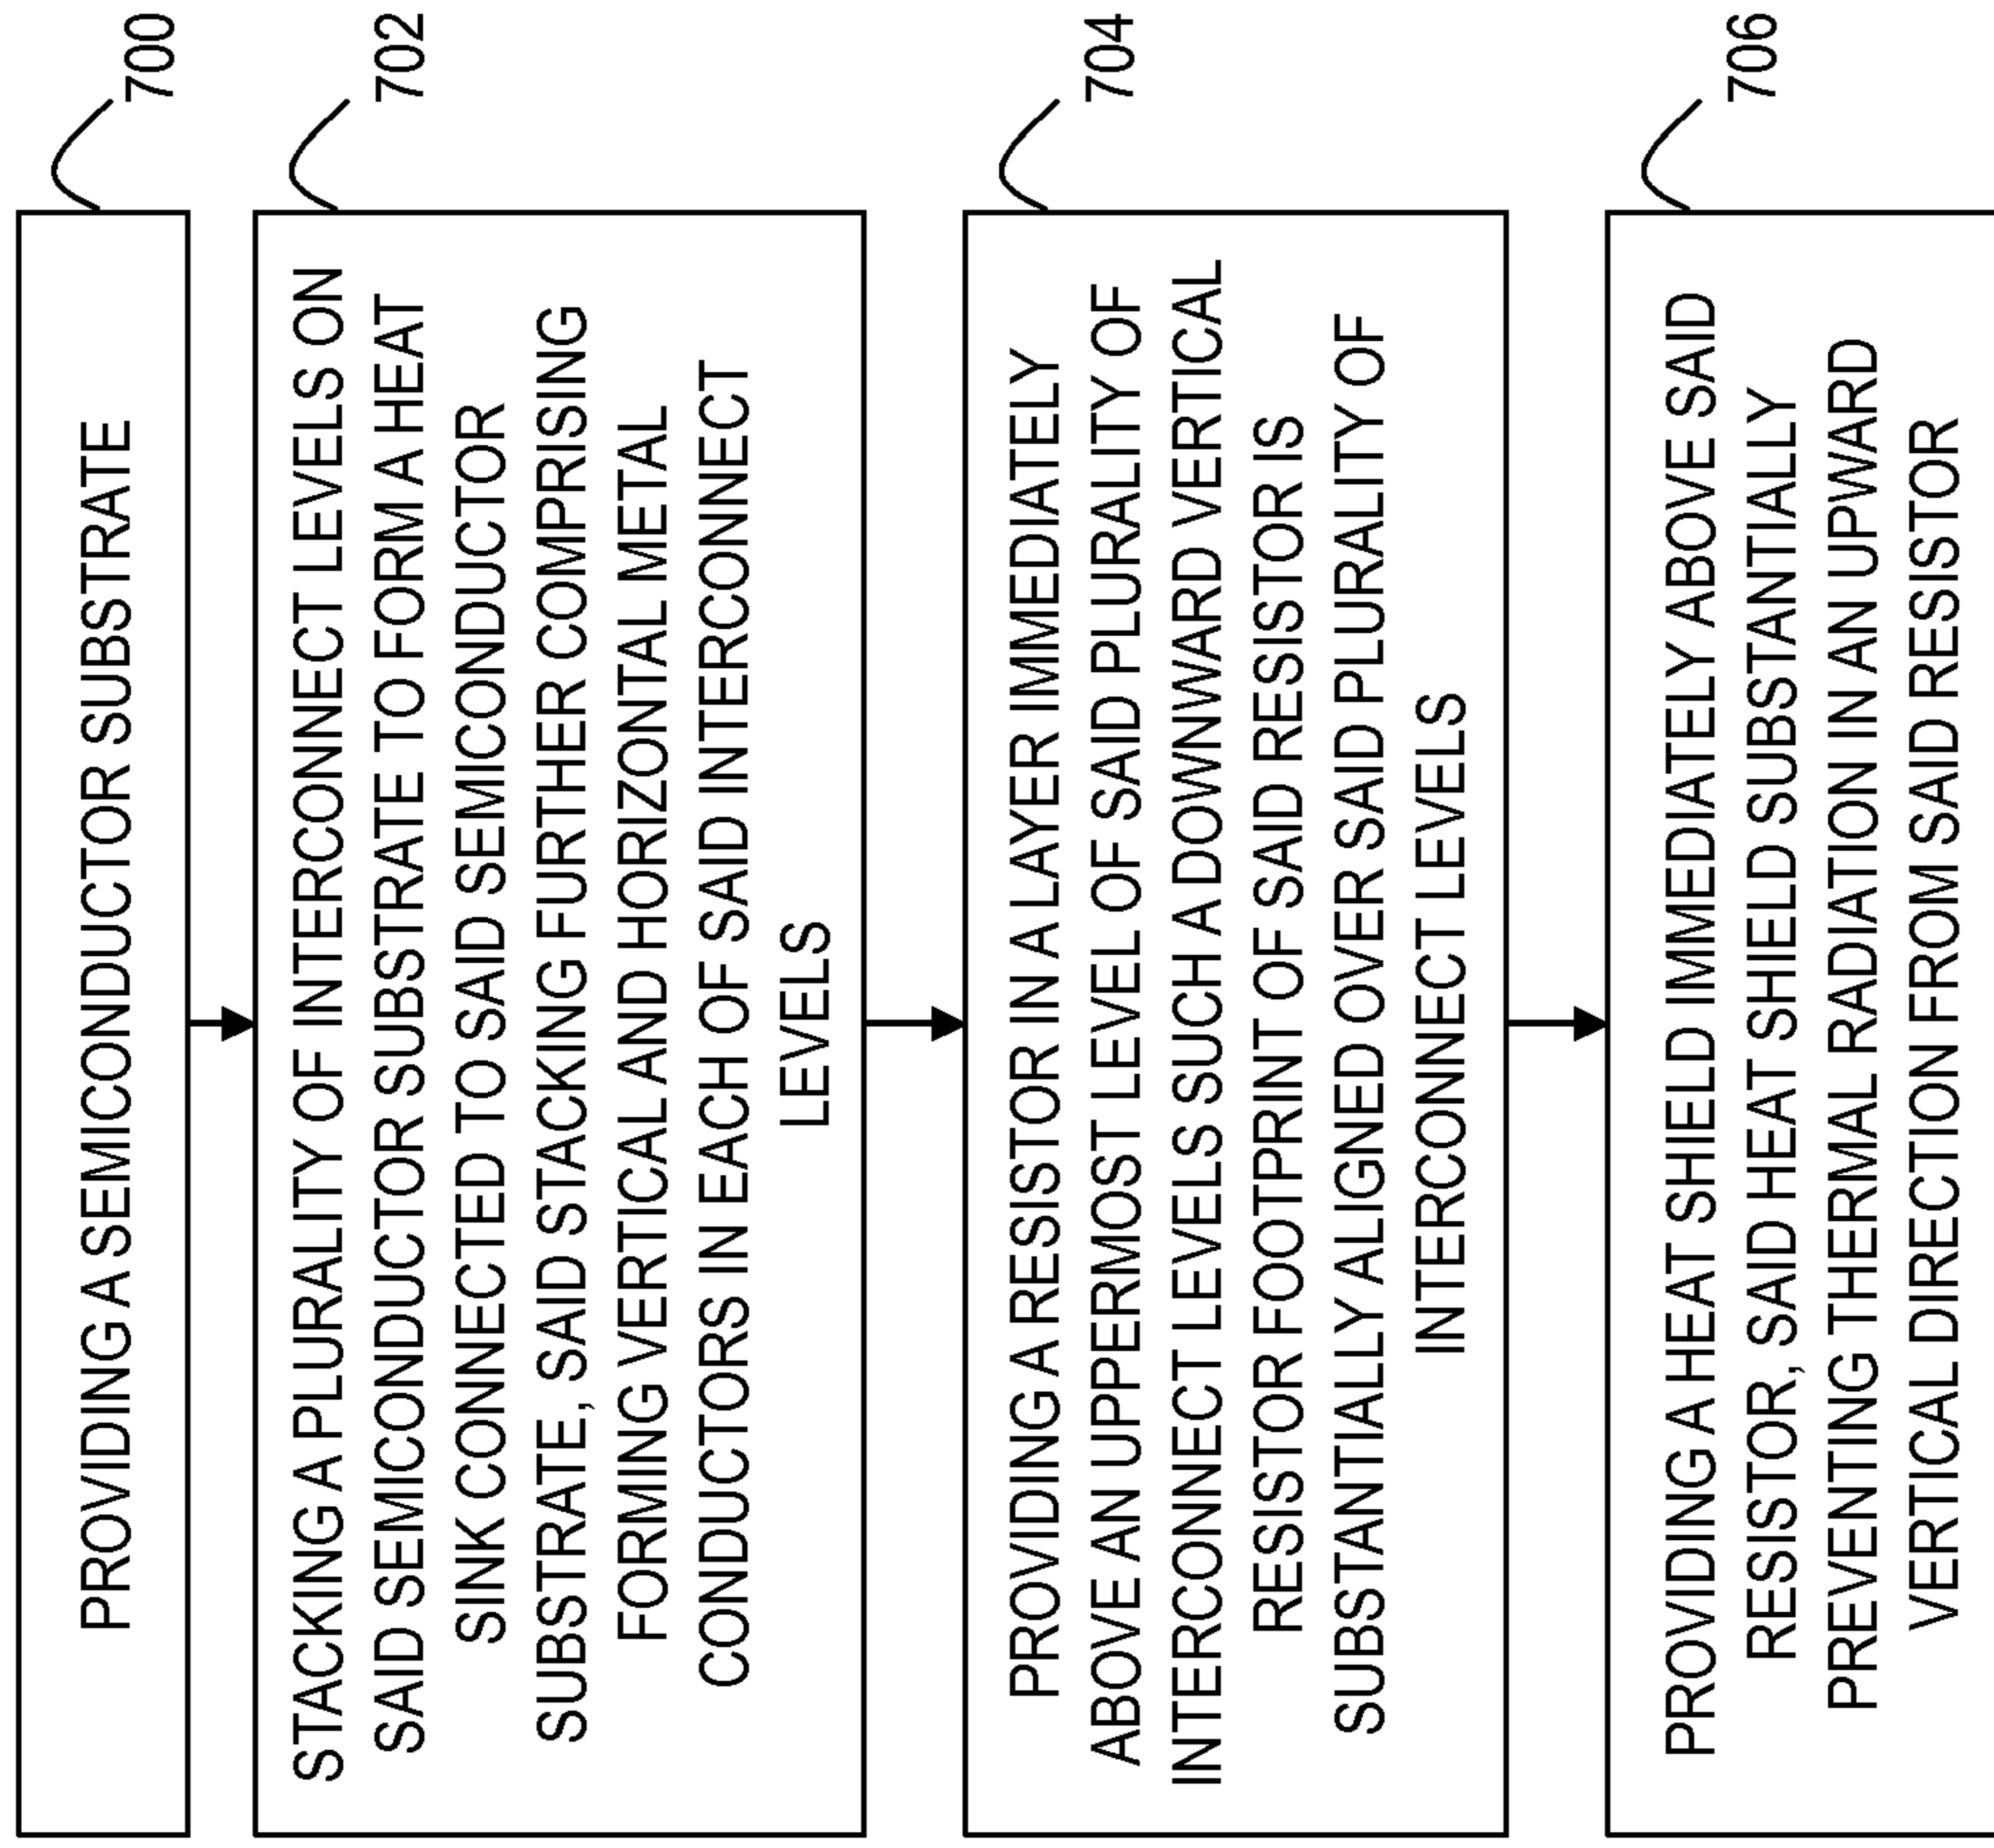 PROVIDING A SEMICONDUCTOR SUBSTRATE
700
STACKING A PLURALITY OF INTERCONNECT LEVELS ON
SAID SEMICONDUCTOR SUBSTRATE TO FORM A HEAT
SINK CONNECTED TO SAID SEMICONDUCTOR
SUBSTRATE, SAID STACKING FURTHER COMPRISING
FORMING VERTICAL AND HORIZONTAL METAL
CONDUCTORS IN EACH OF SAID INTERCONNECT
LEVELS
702
PROVIDING A RESISTOR IN A LAYER IMMEDIATELY
ABOVE AN UPPERMOST LEVEL OF SAID PLURALITY OF
INTERCONNECT LEVELS SUCH A DOWNWARD VERTICAL
RESISTOR FOOTPRINT OF SAID RESISTOR IS
SUBSTANTIALLY ALIGNED OVER SAID PLURALITY OF
INTERCONNECT LEVELS
704
PROVIDING A HEAT SHIELD IMMEDIATELY ABOVE SAID
RESISTOR, SAID HEAT SHIELD SUBSTANTIALLY
PREVENTING THERMAL RADIATION IN AN UPWARD
VERTICAL DIRECTION FROM SAID RESISTOR
706